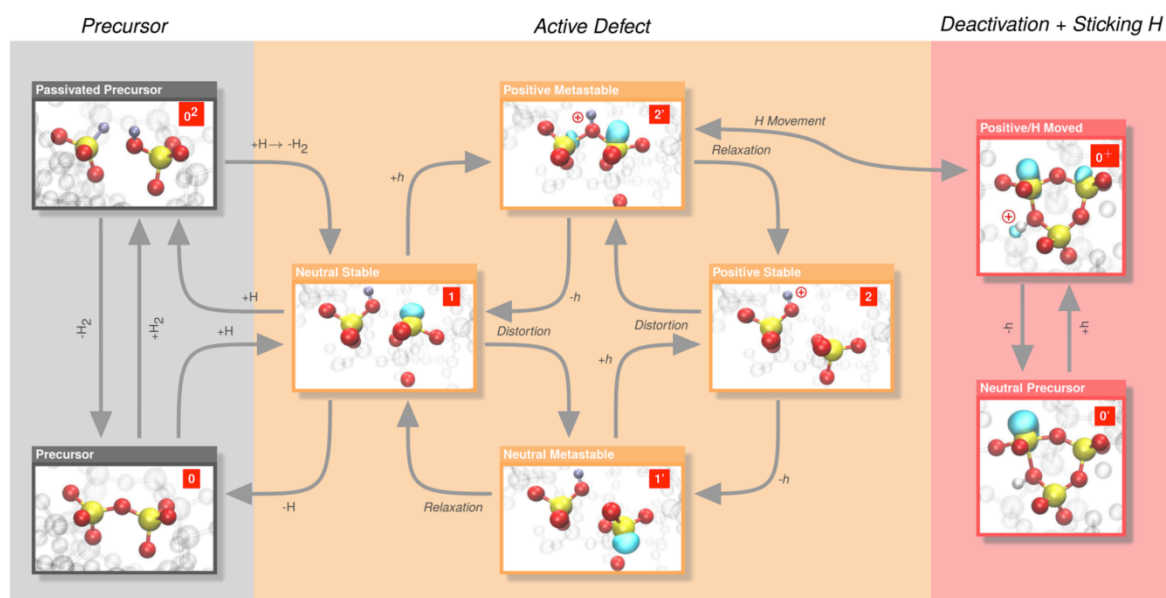 Precursor
Active Defect
Deactivation + Sticking H
Passivated Precursor
0²
+H→ -H₂
Positive Metastable
2'
⊕
H Movement
Relaxation
Positive/H Moved
0⁺
⊕
+h
-h
Neutral Stable
1
Positive Stable
2
⊕
+H
-H₂
+H₂
+H
Distortion
Distortion
+h
-h
+h
Neutral Precursor
0'
Precursor
0
-H
Relaxation
Neutral Metastable
1'
-h